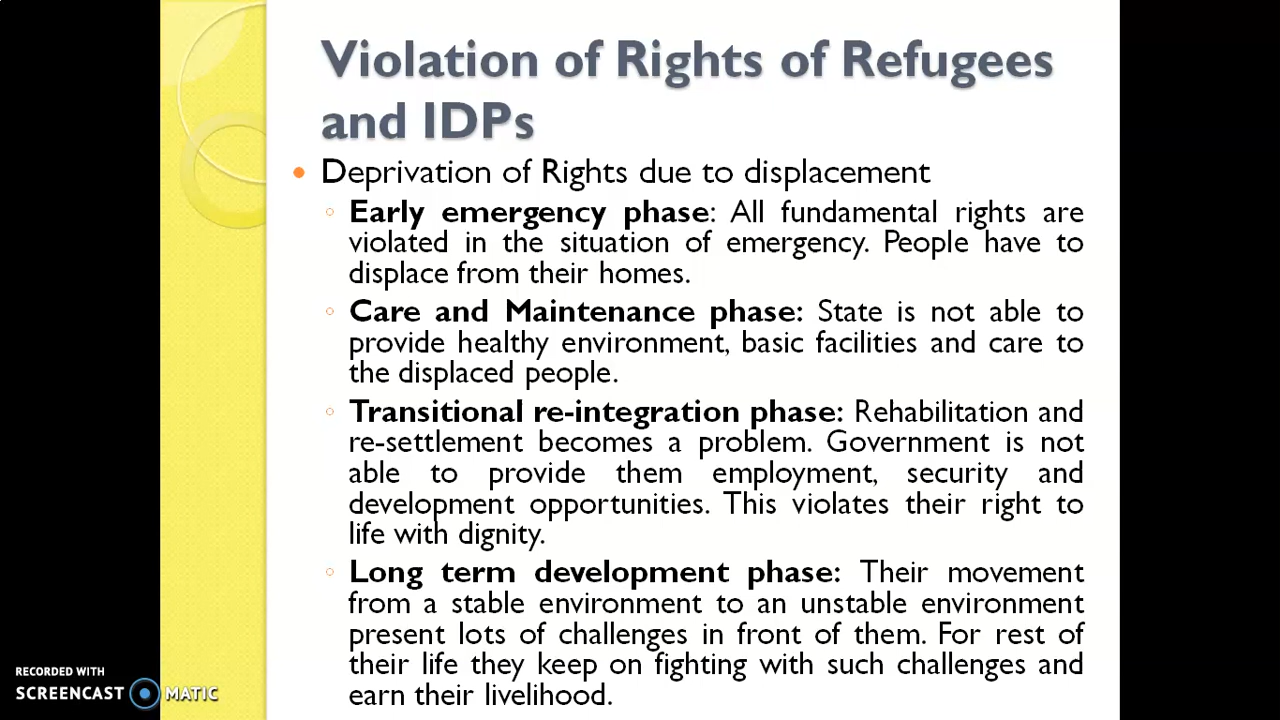 Violation of Rights of Refugees
and IDPs
Deprivation of Rights due to displacement
Early emergency phase: All fundamental rights are
violated in the situation of emergency. People have to
displace from their homes.
Care and Maintenance phase: State is not able to
provide healthy environment, basic facilities and care to
the displaced people.
Transitional re-integration phase: Rehabilitation and
re-settlement becomes a problem. Government is not
able to provide them employment, security and
development opportunities. This violates their right to
life with dignity.
Long term development phase: Their movement
from a stable environment to an unstable environment
present lots of challenges in front of them. For rest of
their life they keep on fighting with such challenges and
earn their livelihood.
RECORDED WITH
SCREENCAST MATIC